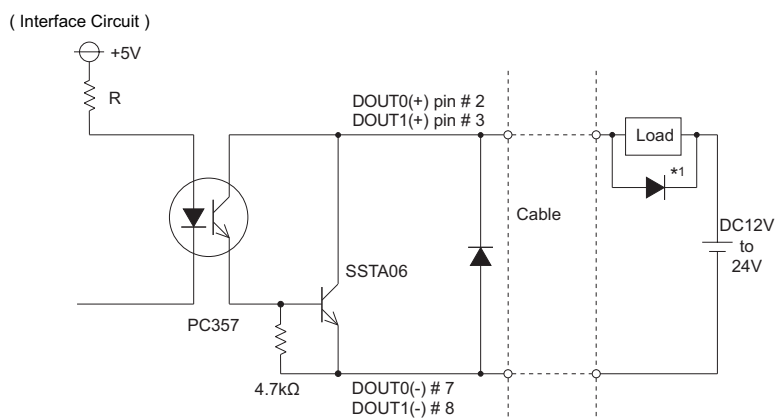 ( Interface Circuit )
+5V
R
DOUT0(+) pin # 2
DOUT1(+) pin # 3
Load
*1
Cable
DC12V
to
24V
SSTA06
PC357
4.7kΩ
DOUT0(-) # 7
DOUT1(-) # 8